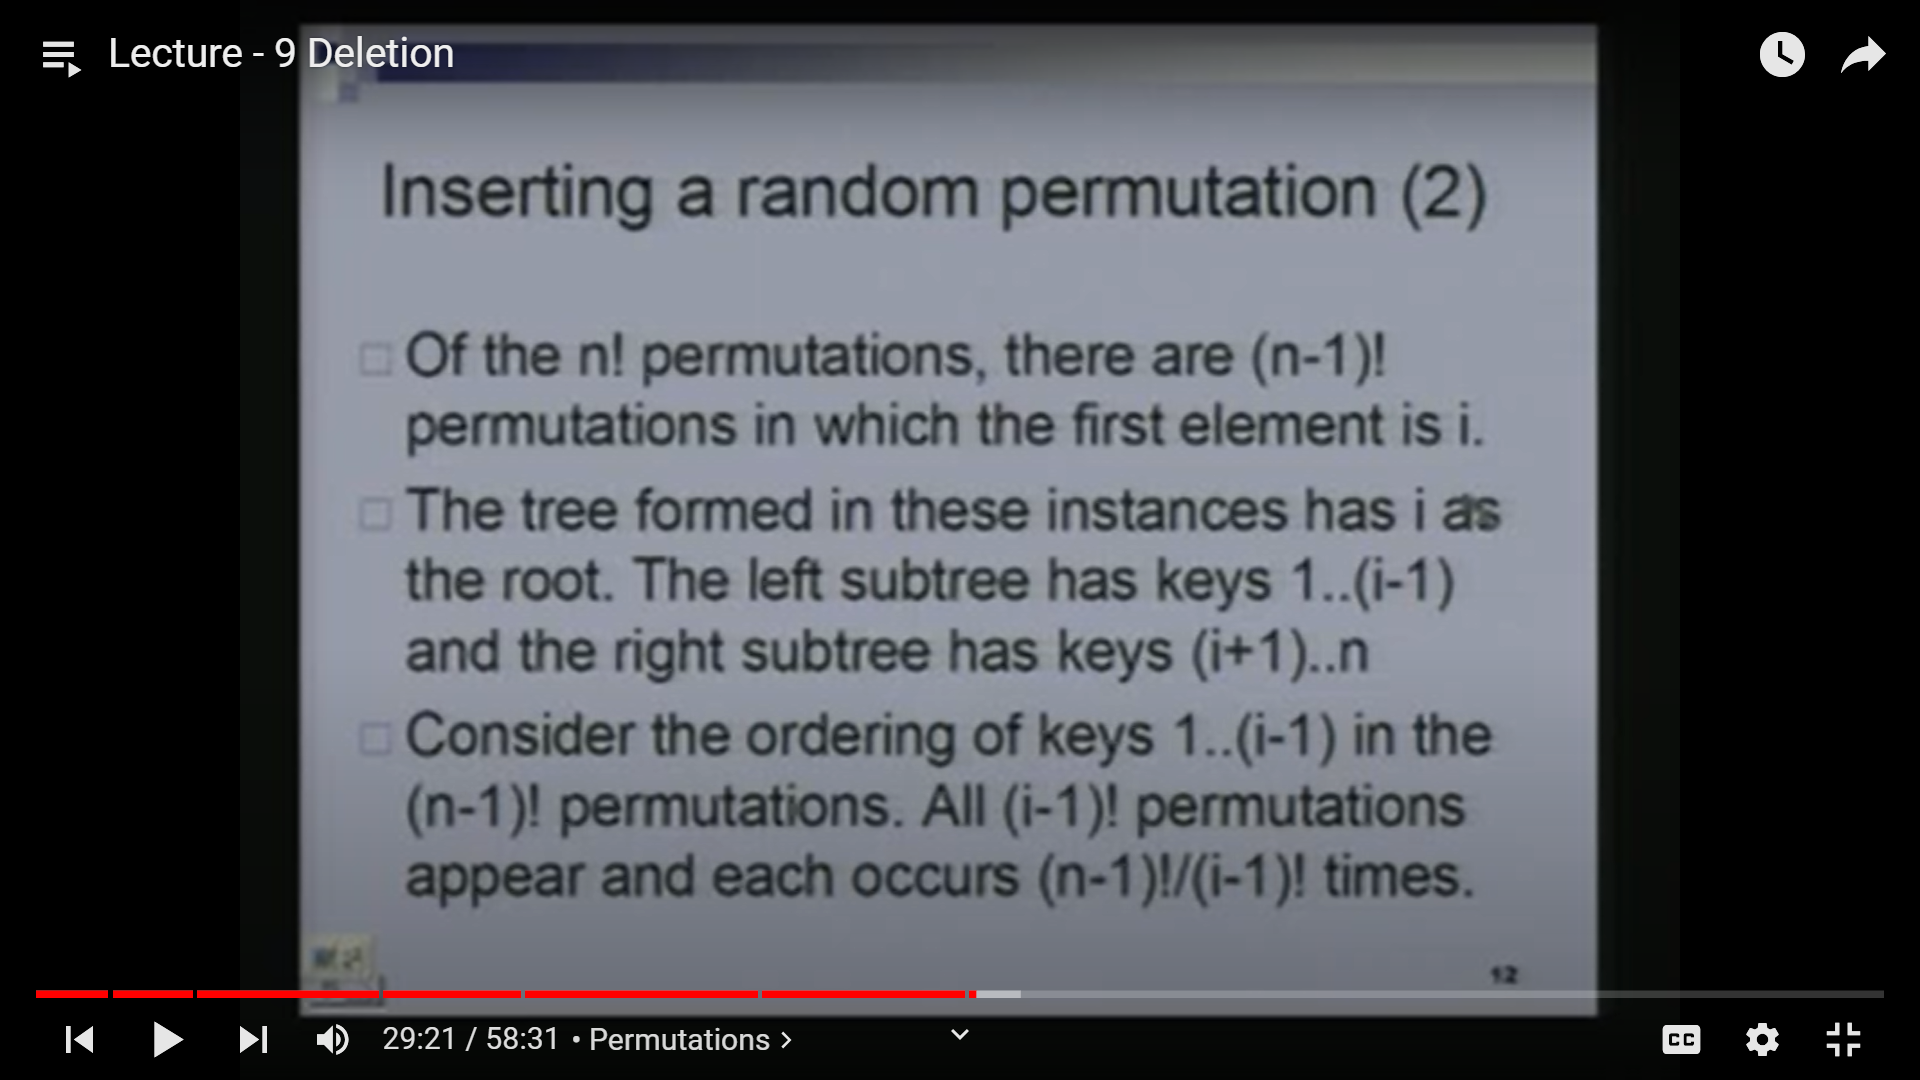 Lecture - 9 Deletion
Inserting a random permutation (2)
Of the n! permutations, there are (n-1)!
permutations in which the first element is i.
The tree formed in these instances has i as
the root. The left subtree has keys 1..(i-1)
and the right subtree has keys (i+1)..n
Consider the ordering of keys 1..(i-1) in the
(n-1)! permutations. All (i-1)! permutations
appear and each occurs (n-1)!/(i-1)! times.
12
29:21 / 58:31 • Permutations >
CC